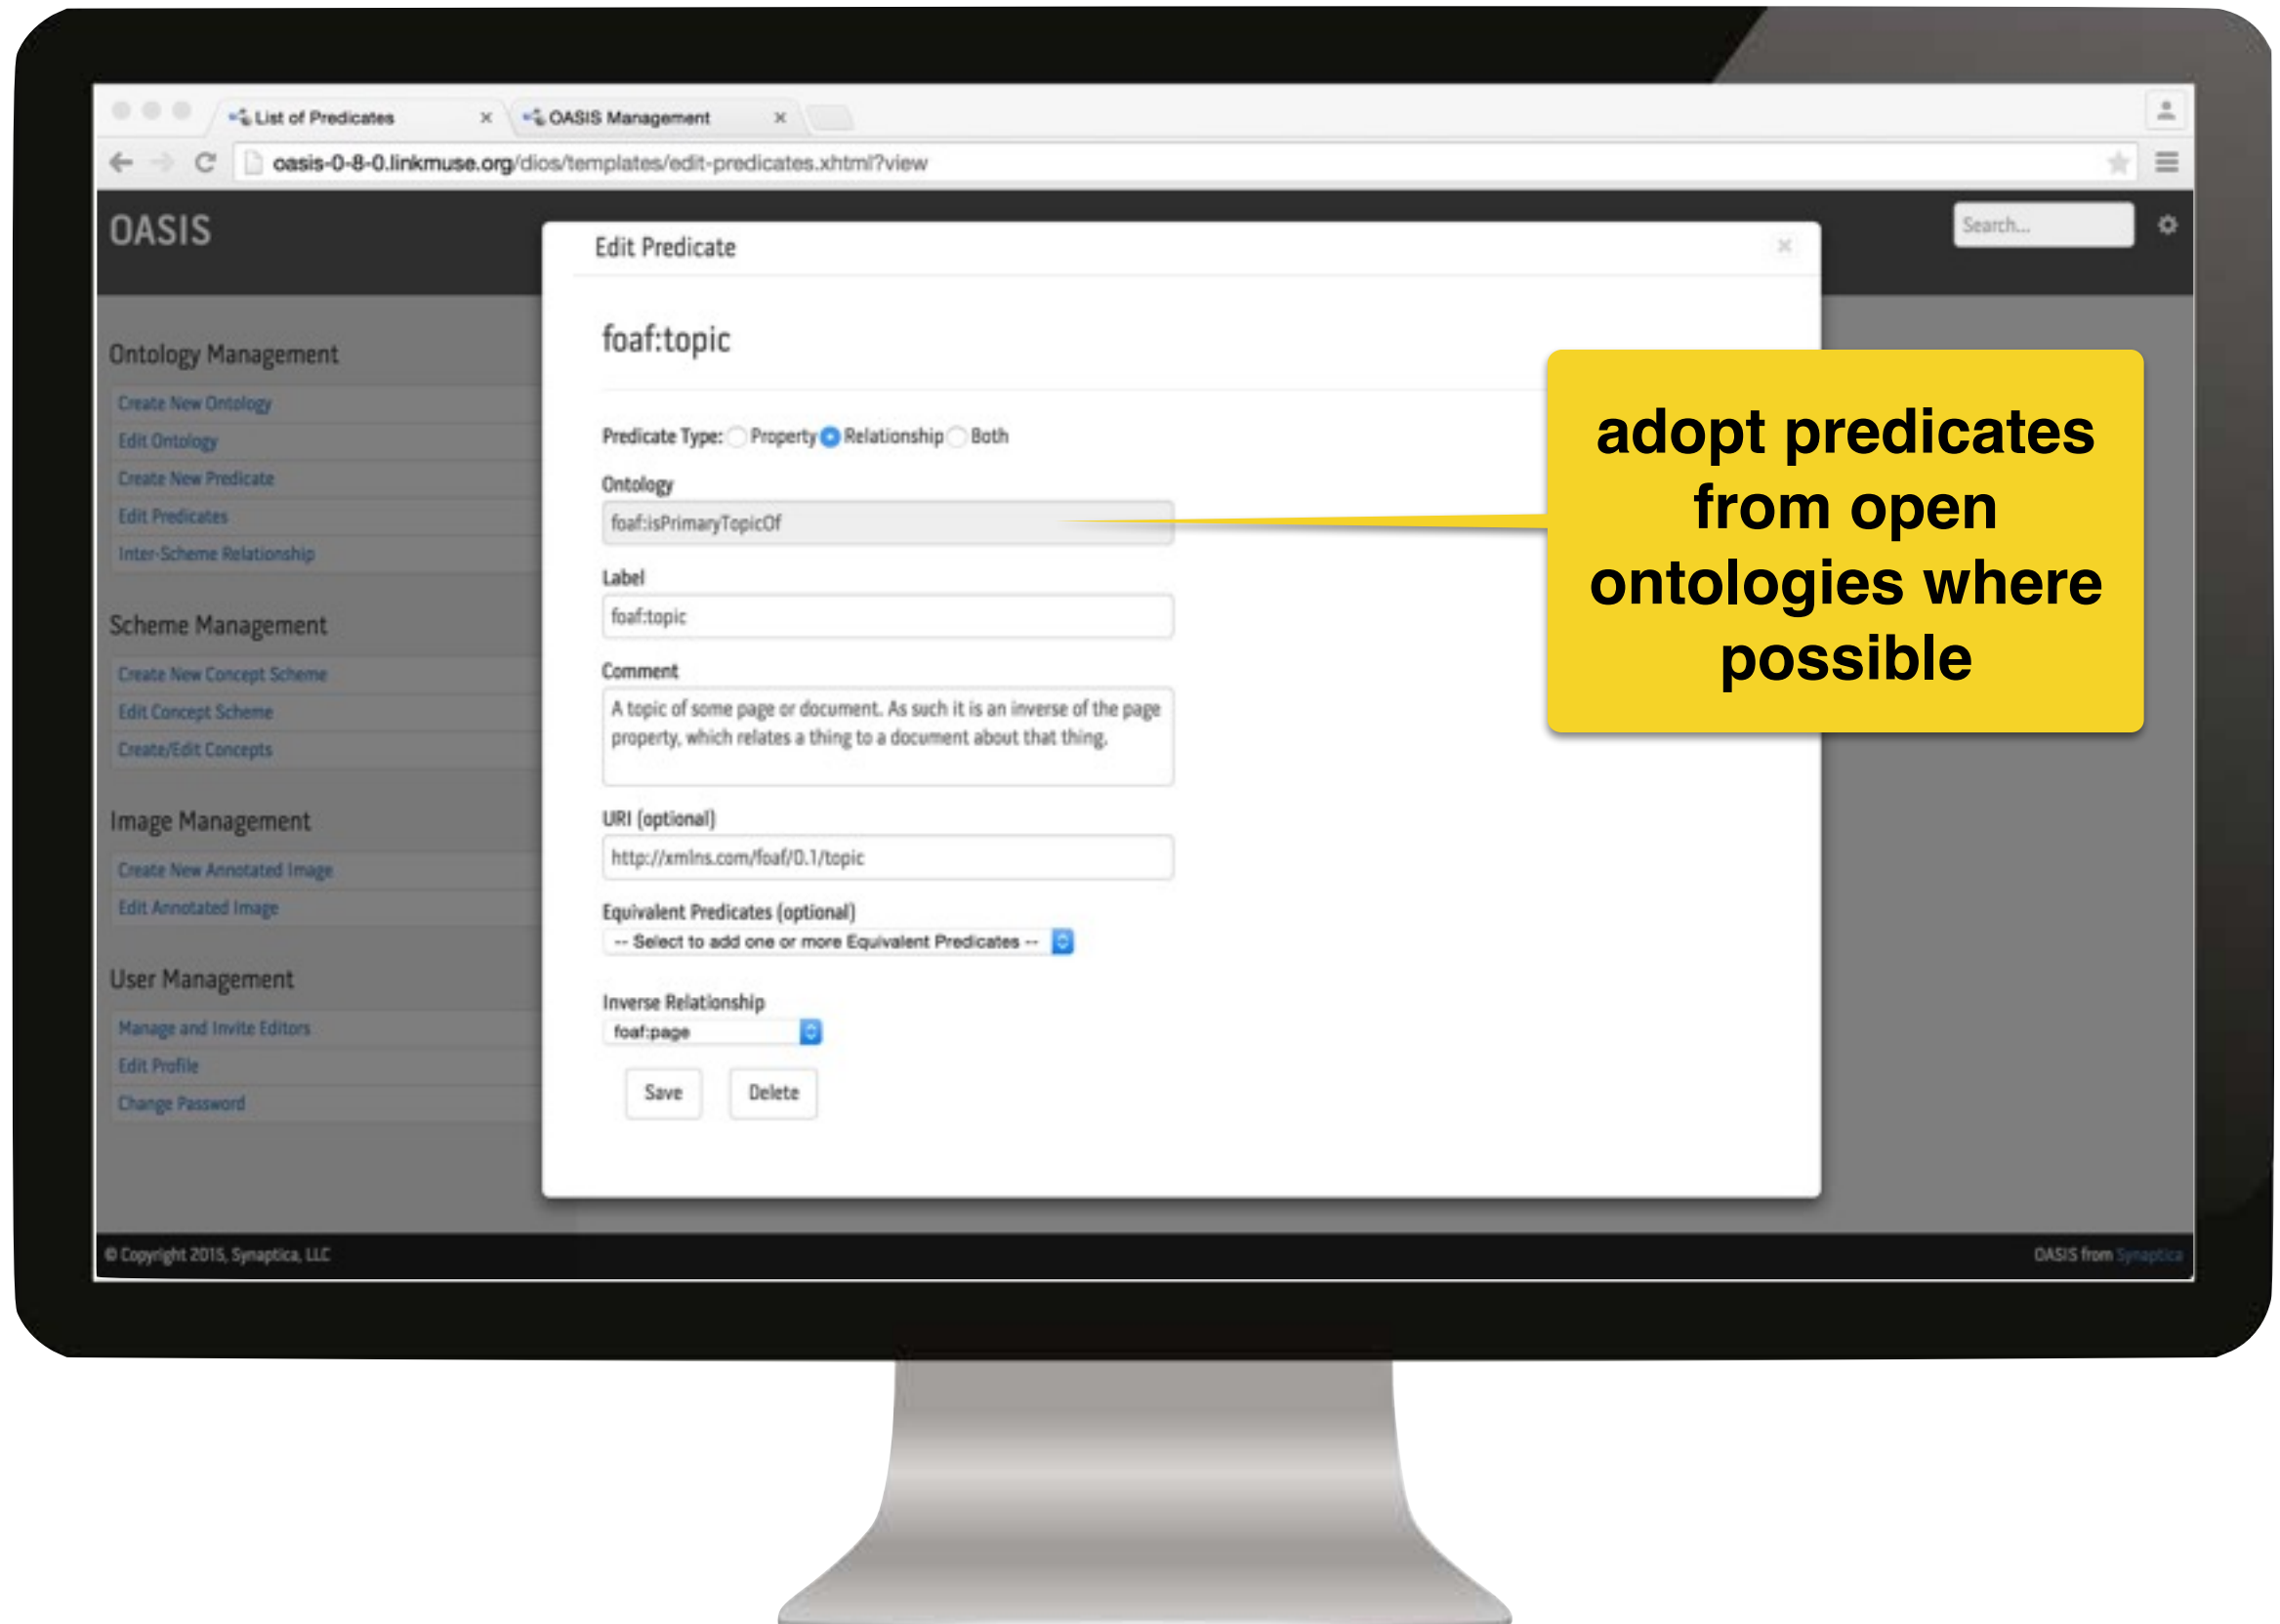 List of Predicates
OASIS Management
oasis-0-8-0.linkmuse.org/dios/templates/edit-predicates.xhtml?view
OASIS
Search...
Edit Predicate
foaf:topic
Ontology Management
Create New Ontology
Edit Ontology
Create New Predicate
Edit Predicates
Inter-Scheme Relationship
Scheme Management
Create New Concept Scheme
Edit Concept Scheme
Create/Edit Concepts
Image Management
Create New Annotated Image
Edit Annotated Image
User Management
Manage and Invite Editors
Edit Profile
Change Password
Predicate Type: Property Relationship Both
Ontology
foaf:isPrimaryTopicOf
Label
foaf:topic
Comment
A topic of some page or document. As such it is an inverse of the page
property, which relates a thing to a document about that thing.
URI (optional)
http://xmlns.com/foaf/0.1/topic
Equivalent Predicates (optional)
-- Select to add one or more Equivalent Predicates --
Inverse Relationship
foaf:page
Save
Delete
adopt predicates
from open
ontologies where
possible
© Copyright 2015, Synaptica, LLC
OASIS from Synaptica